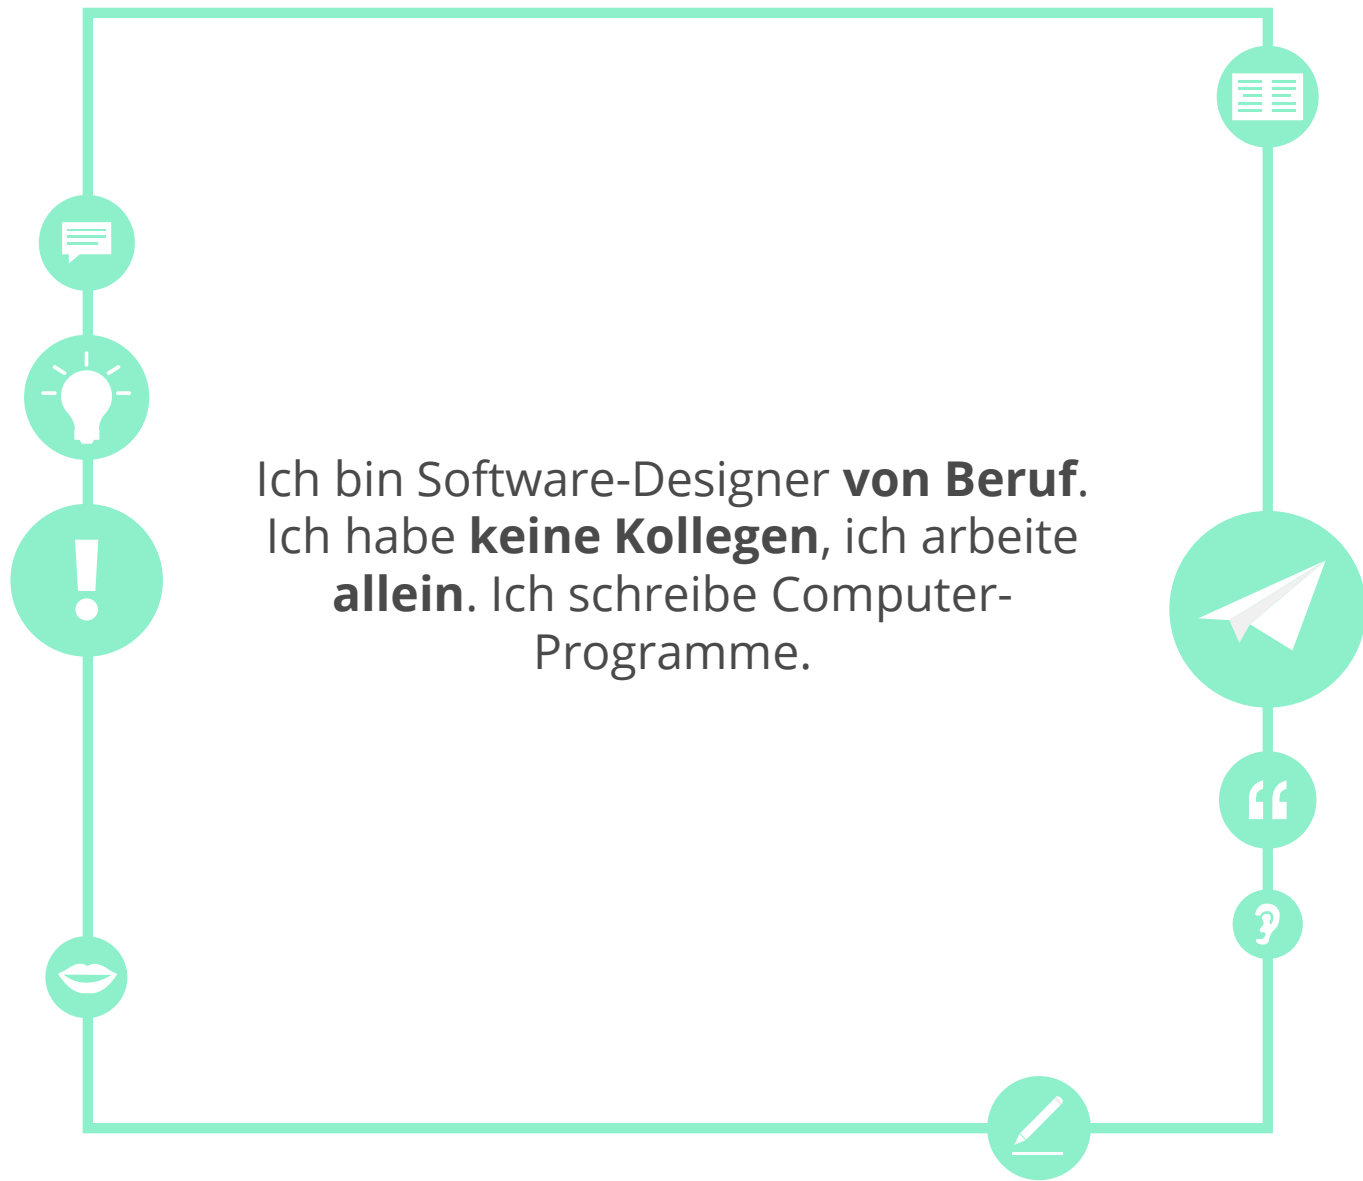 Ich bin Software-Designer von Beruf.
Ich habe keine Kollegen, ich arbeite
allein. Ich schreibe Computer-
Programme.